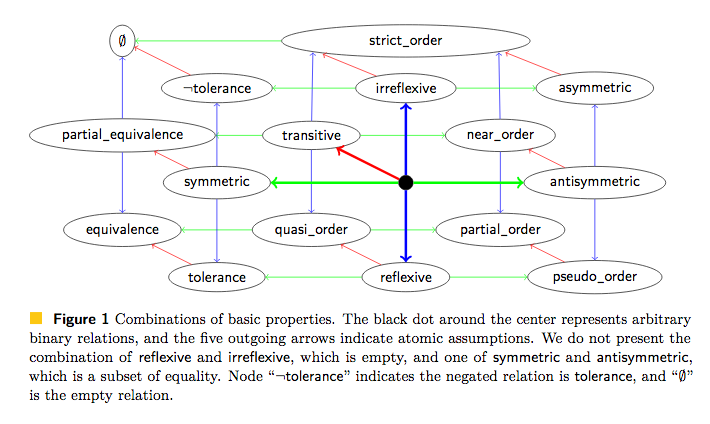 ∅ strict_order
¬tolerance irreflexive asymmetric
partial_equivalence transitive near_order
symmetric antisymmetric
equivalence quasi_order partial_order
tolerance reflexive pseudo_order
Figure 1 Combinations of basic properties. The black dot around the center represents arbitrary
binary relations, and the five outgoing arrows indicate atomic assumptions. We do not present the
combination of reflexive and irreflexive, which is empty, and one of symmetric and antisymmetric,
which is a subset of equality. Node “¬tolerance” indicates the negated relation is tolerance, and “∅”
is the empty relation.